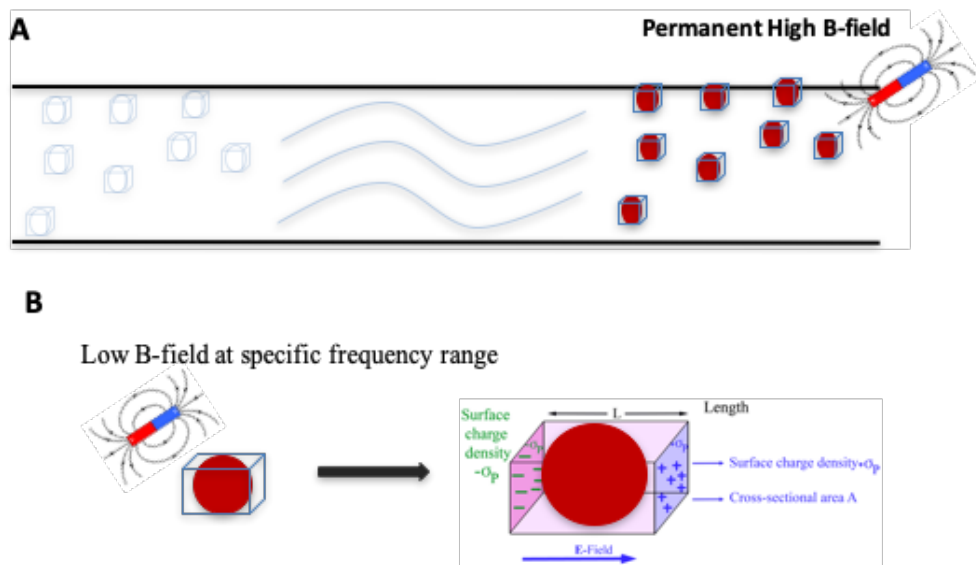 A
Permanent High B-field
B
Low B-field at specific frequency range
Surface
charge
density
-σp
L
Length
-σp
+σp
Surface charge density+σp
Cross-sectional area A
E-Field